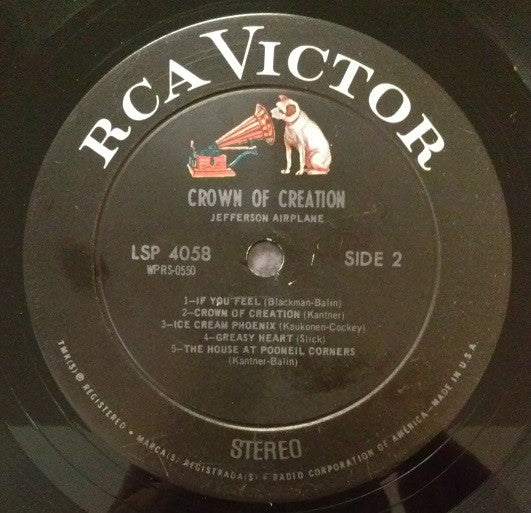 RCA VICTOR
CROWN OF CREATION
JEFFERSON AIRPLANE
LSP 4058
WPRS-0550
SIDE 2
1—IF YOU FEEL (Blackman-Balin)
2—CROWN OF CREATION (Kantner)
3—ICE CREAM PHOENIX (Kaukonen-Cockey)
4—GREASY HEART (Slick)
5—THE HOUSE AT POONEIL CORNERS
(Kantner-Balin)
STEREO
TMK(S) ® REGISTERED • MARCA(S) REGISTRADA(S) • RADIO CORPORATION OF AMERICA—MADE IN U.S.A.